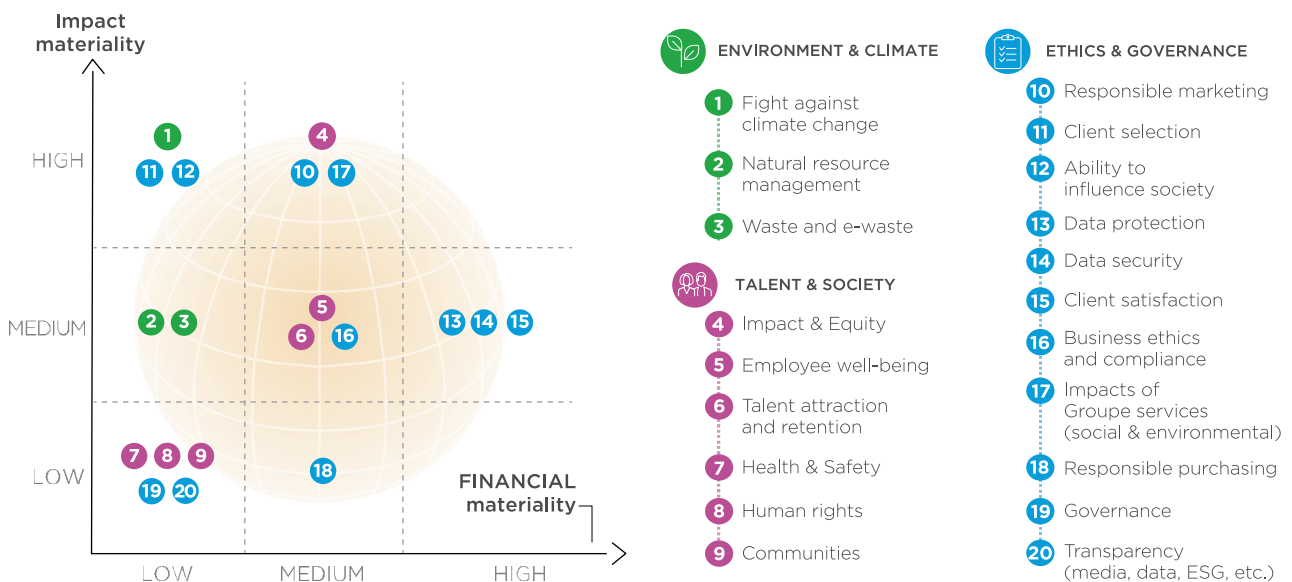 Impact
materiality
HIGH
MEDIUM
LOW
1
11 12
4
10 17
2 3
5
6 16
13 14 15
7 8 9
19 20
18
FINANCIAL
materiality
LOW MEDIUM HIGH
ENVIRONMENT & CLIMATE
1 Fight against
climate change
2 Natural resource
management
3 Waste and e-waste
TALENT & SOCIETY
4 Impact & Equity
5 Employee well-being
6 Talent attraction
and retention
7 Health & Safety
8 Human rights
9 Communities
ETHICS & GOVERNANCE
10 Responsible marketing
11 Client selection
12 Ability to
influence society
13 Data protection
14 Data security
15 Client satisfaction
16 Business ethics
and compliance
17 Impacts of
Groupe services
(social & environmental)
18 Responsible purchasing
19 Governance
20 Transparency
(media, data, ESG, etc.)